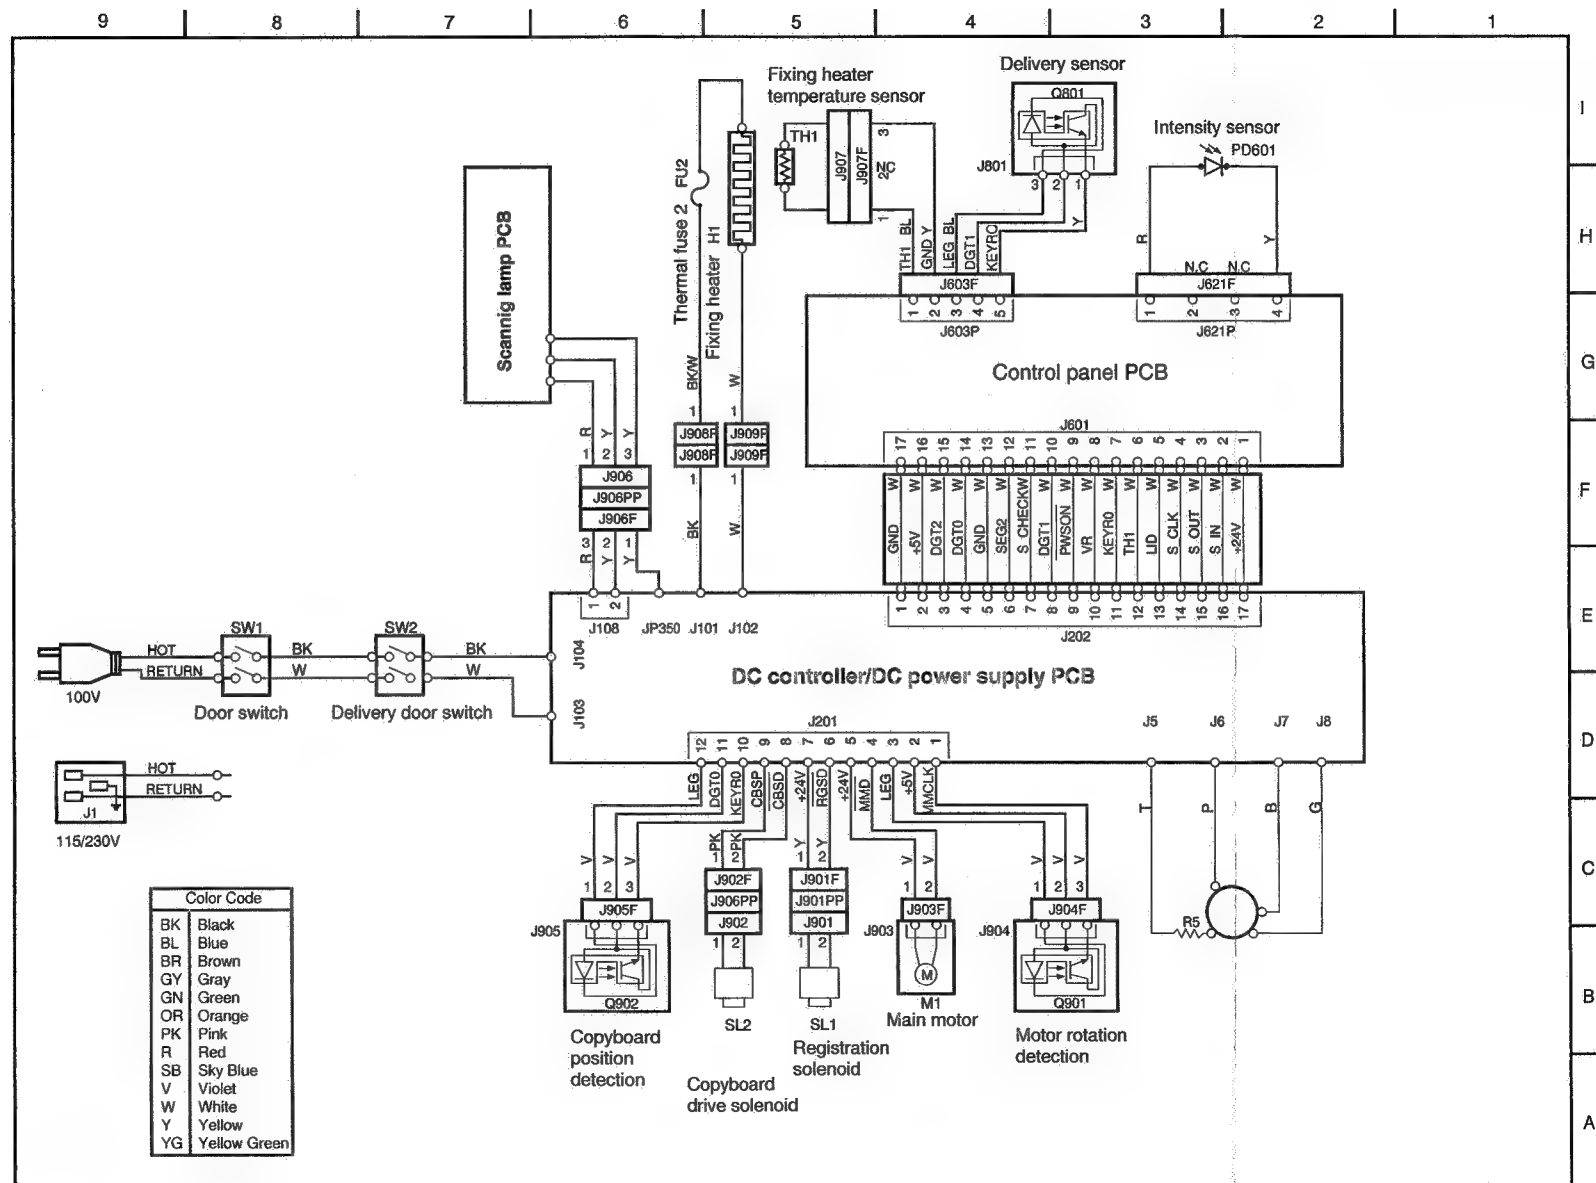 9 8 7 6 5 4 3 2 1
I
H
G
F
E
D
C
B
A
Fixing heater
temperature sensor
TH1
J907
J907F
3
NC
2
1
Delivery sensor
Q801
J801
3 2 1
Y
Intensity sensor
PD601
R
Y
N.C N.C
J621F
1 2 3 4
J621P
TH1 BL
GND Y
LEG BL
DGT1
KEYRO
J603F
1 2 3 4 5
J603P
Scannig lamp PCB
Thermal fuse 2 FU2
Fixing heater H1
BK/W
W
1 1
J908F J909F
J908F J909F
1 1
BK
W
R Y Y
1 2 3
J906
J906PP
J906F
3 2 1
R Y Y
Control panel PCB
J601
17 16 15 14 13 12 11 10 9 8 7 6 5 4 3 2 1
W W W W W W W W W W W W W W W W
GND
+5V
DGT2
DGT0
GND
SEG2
S_CHECKW
DGT1
PWSON
VR
KEYR0
TH1
LID
S_CLK
S_OUT
S_IN
+24V
1 2 3 4 5 6 7 8 9 10 11 12 13 14 15 16 17
J202
1 2
J108 JP350 J101 J102
DC controller/DC power supply PCB
J104
J103
HOT
RETURN
100V
SW1
Door switch
BK
W
SW2
Delivery door switch
BK
W
HOT
RETURN
J1
115/230V
J201
12 11 10 9 8 7 6 5 4 3 2 1
LEG
DGT0
KEYR0
CBSP
CBSD
+24V
RGSD
+24V
MMD
LEG
+5V
MMCLK
J5 J6 J7 J8
T P B G
R5
V V V
1 2 3
J905F
J905
Q902
Copyboard
position
detection
1 PK
2 PK
J902F
J906PP
J902
1 2
SL2
Copyboard
drive solenoid
1 Y
2 Y
J901F
J901PP
J901
1 2
SL1
Registration
solenoid
V V
1 2
J903F
J903
M
M1
Main motor
V V V
1 2 3
J904F
J904
Q901
Motor rotation
detection
Color Code
BK Black
BL Blue
BR Brown
GY Gray
GN Green
OR Orange
PK Pink
R Red
SB Sky Blue
V Violet
W White
Y Yellow
YG Yellow Green